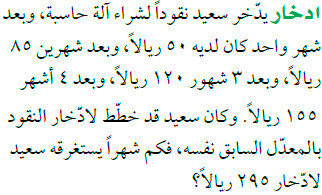 ادخار يدّخر سعيد نقوداً لشراء آلة حاسبة، وبعد
شهر واحد كان لديه ٥٠ ريالاً، وبعد شهرين ٨٥
ريالاً، وبعد ٣ شهور ١٢٠ ريالاً، وبعد ٤ أشهر
١٥٥ ريالاً. وكان سعيد قد خطّط لادّخار النقود
بالمعدّل السابق نفسه، فكم شهراً يستغرقه سعيد
لادّخار ٢٩٥ ريالاً؟